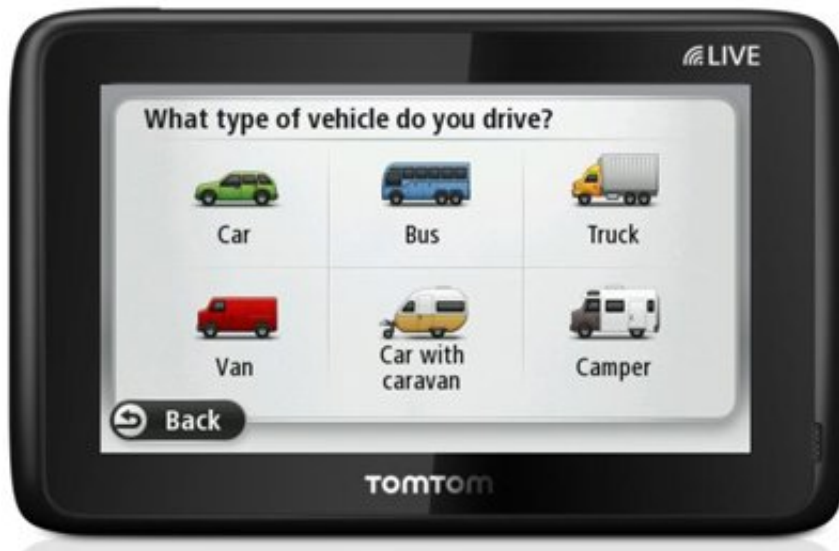 LIVE
What type of vehicle do you drive?
Car
Bus
Truck
Van
Car with
caravan
Camper
Back
TOMTOM